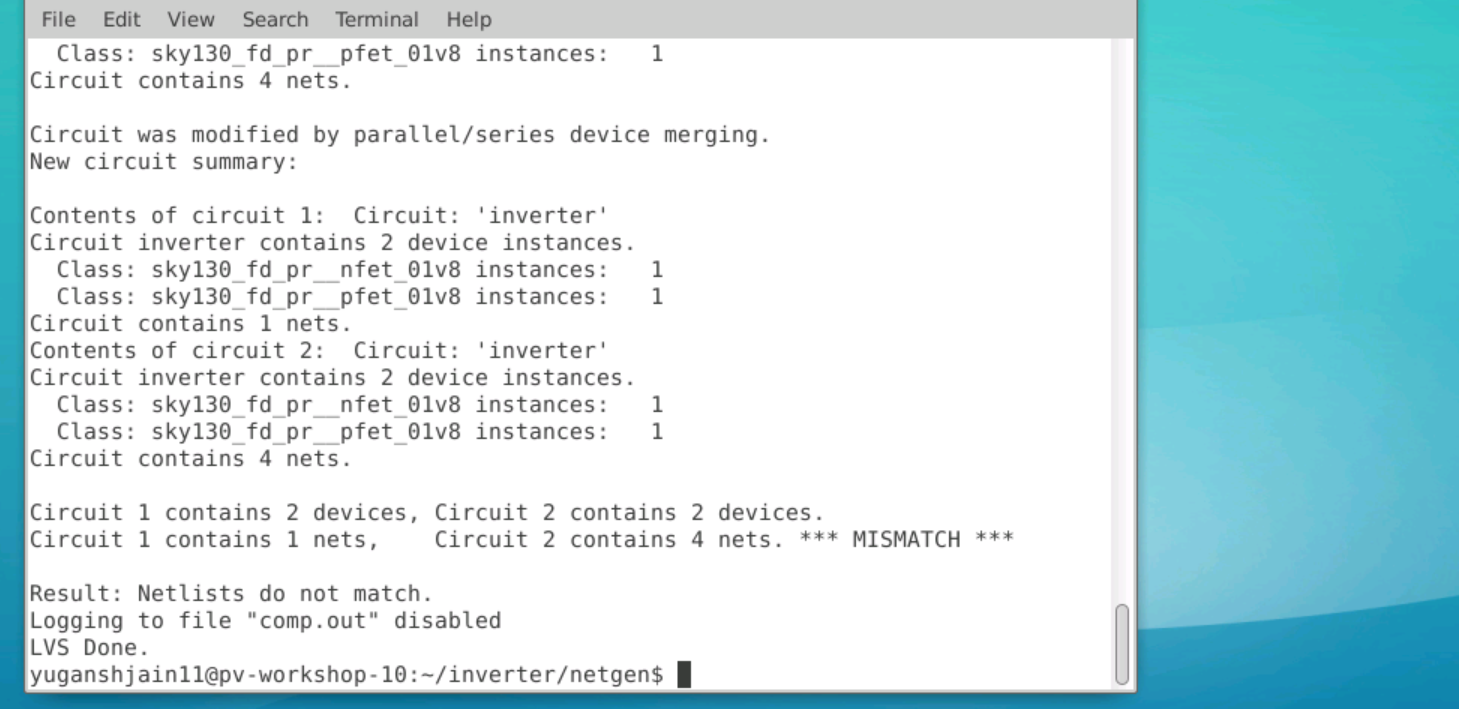 File Edit View Search Terminal Help
  Class: sky130_fd_pr__pfet_01v8 instances:   1
Circuit contains 4 nets.

Circuit was modified by parallel/series device merging.
New circuit summary:

Contents of circuit 1:  Circuit: 'inverter'
Circuit inverter contains 2 device instances.
  Class: sky130_fd_pr__nfet_01v8 instances:   1
  Class: sky130_fd_pr__pfet_01v8 instances:   1
Circuit contains 1 nets.
Contents of circuit 2:  Circuit: 'inverter'
Circuit inverter contains 2 device instances.
  Class: sky130_fd_pr__nfet_01v8 instances:   1
  Class: sky130_fd_pr__pfet_01v8 instances:   1
Circuit contains 4 nets.

Circuit 1 contains 2 devices, Circuit 2 contains 2 devices.
Circuit 1 contains 1 nets,    Circuit 2 contains 4 nets. *** MISMATCH ***

Result: Netlists do not match.
Logging to file "comp.out" disabled
LVS Done.
yuganshjain11@pv-workshop-10:~/inverter/netgen$